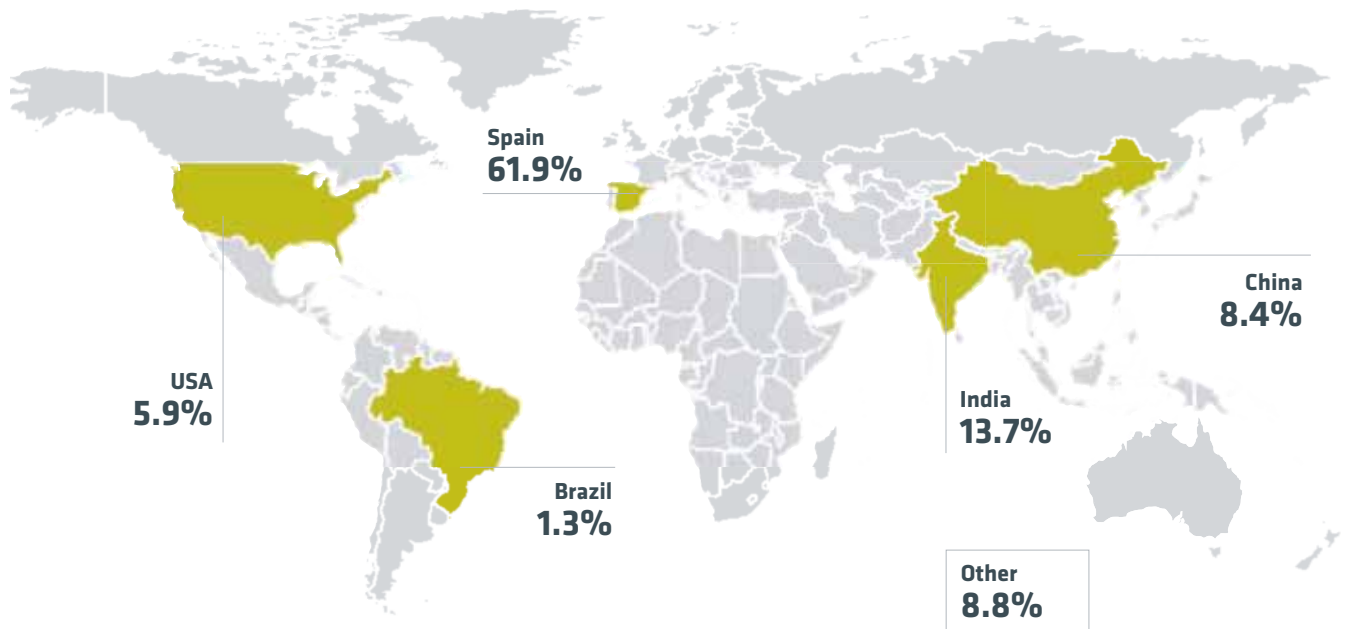 Spain
61.9%
China
8.4%
USA
5.9%
India
13.7%
Brazil
1.3%
Other
8.8%